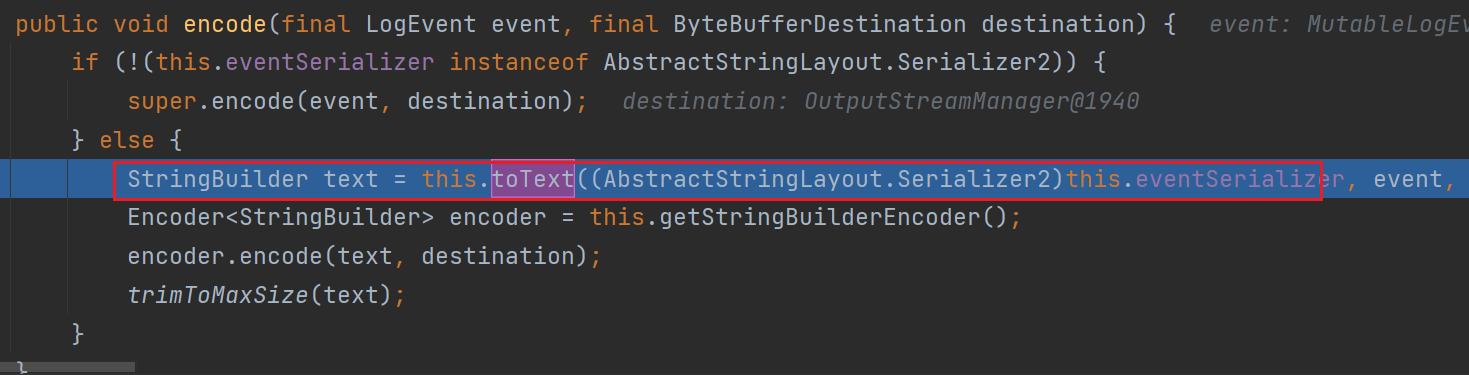 public void encode(final LogEvent event, final ByteBufferDestination destination) {   event: MutableLogEv
    if (!(this.eventSerializer instanceof AbstractStringLayout.Serializer2)) {
        super.encode(event, destination);   destination: OutputStreamManager@1940
    } else {
        StringBuilder text = this.toText((AbstractStringLayout.Serializer2)this.eventSerializer, event,
        Encoder<StringBuilder> encoder = this.getStringBuilderEncoder();
        encoder.encode(text, destination);
        trimToMaxSize(text);
    }
}